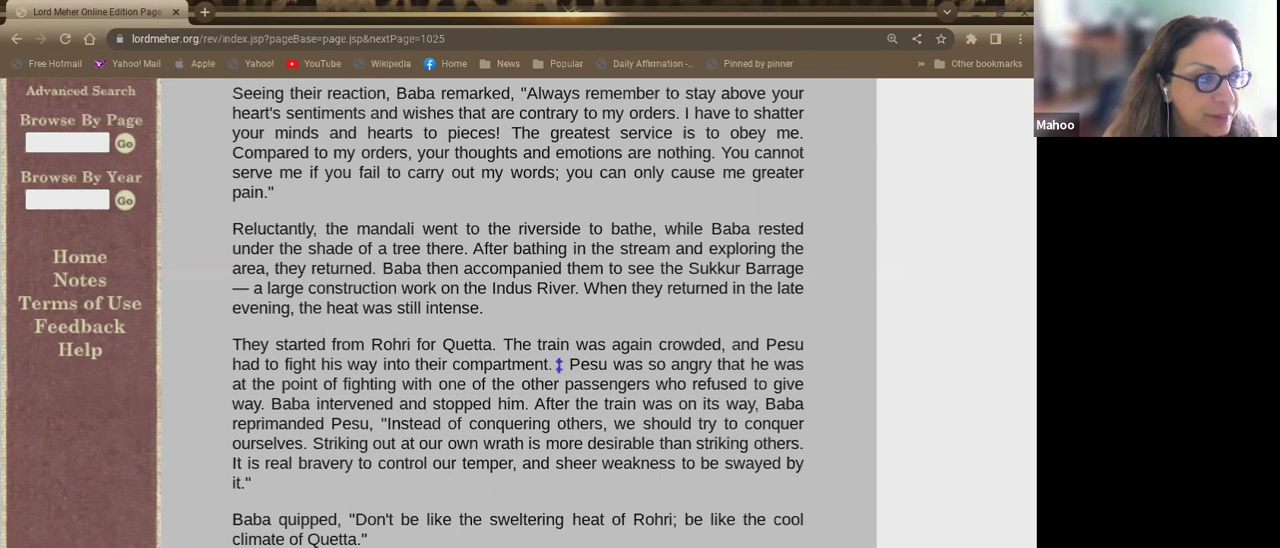 Lord Meher Online Edition Page
lordmeher.org/rev/index.jsp?pageBase=page.jsp&nextPage=1025
Free Hotmail Yahoo! Mail Apple Yahoo! YouTube Wikipedia Home News Popular Daily Affirmation -... Pinned by pinner » Other bookmarks
Mahoo
Advanced Search
Browse By Page
Go
Browse By Year
Go
Home
Notes
Terms of Use
Feedback
Help
Seeing their reaction, Baba remarked, "Always remember to stay above your
heart's sentiments and wishes that are contrary to my orders. I have to shatter
your minds and hearts to pieces! The greatest service is to obey me.
Compared to my orders, your thoughts and emotions are nothing. You cannot
serve me if you fail to carry out my words; you can only cause me greater
pain."
Reluctantly, the mandali went to the riverside to bathe, while Baba rested
under the shade of a tree there. After bathing in the stream and exploring the
area, they returned. Baba then accompanied them to see the Sukkur Barrage
— a large construction work on the Indus River. When they returned in the late
evening, the heat was still intense.
They started from Rohri for Quetta. The train was again crowded, and Pesu
had to fight his way into their compartment.‡ Pesu was so angry that he was
at the point of fighting with one of the other passengers who refused to give
way. Baba intervened and stopped him. After the train was on its way, Baba
reprimanded Pesu, "Instead of conquering others, we should try to conquer
ourselves. Striking out at our own wrath is more desirable than striking others.
It is real bravery to control our temper, and sheer weakness to be swayed by
it."
Baba quipped, "Don't be like the sweltering heat of Rohri; be like the cool
climate of Quetta."